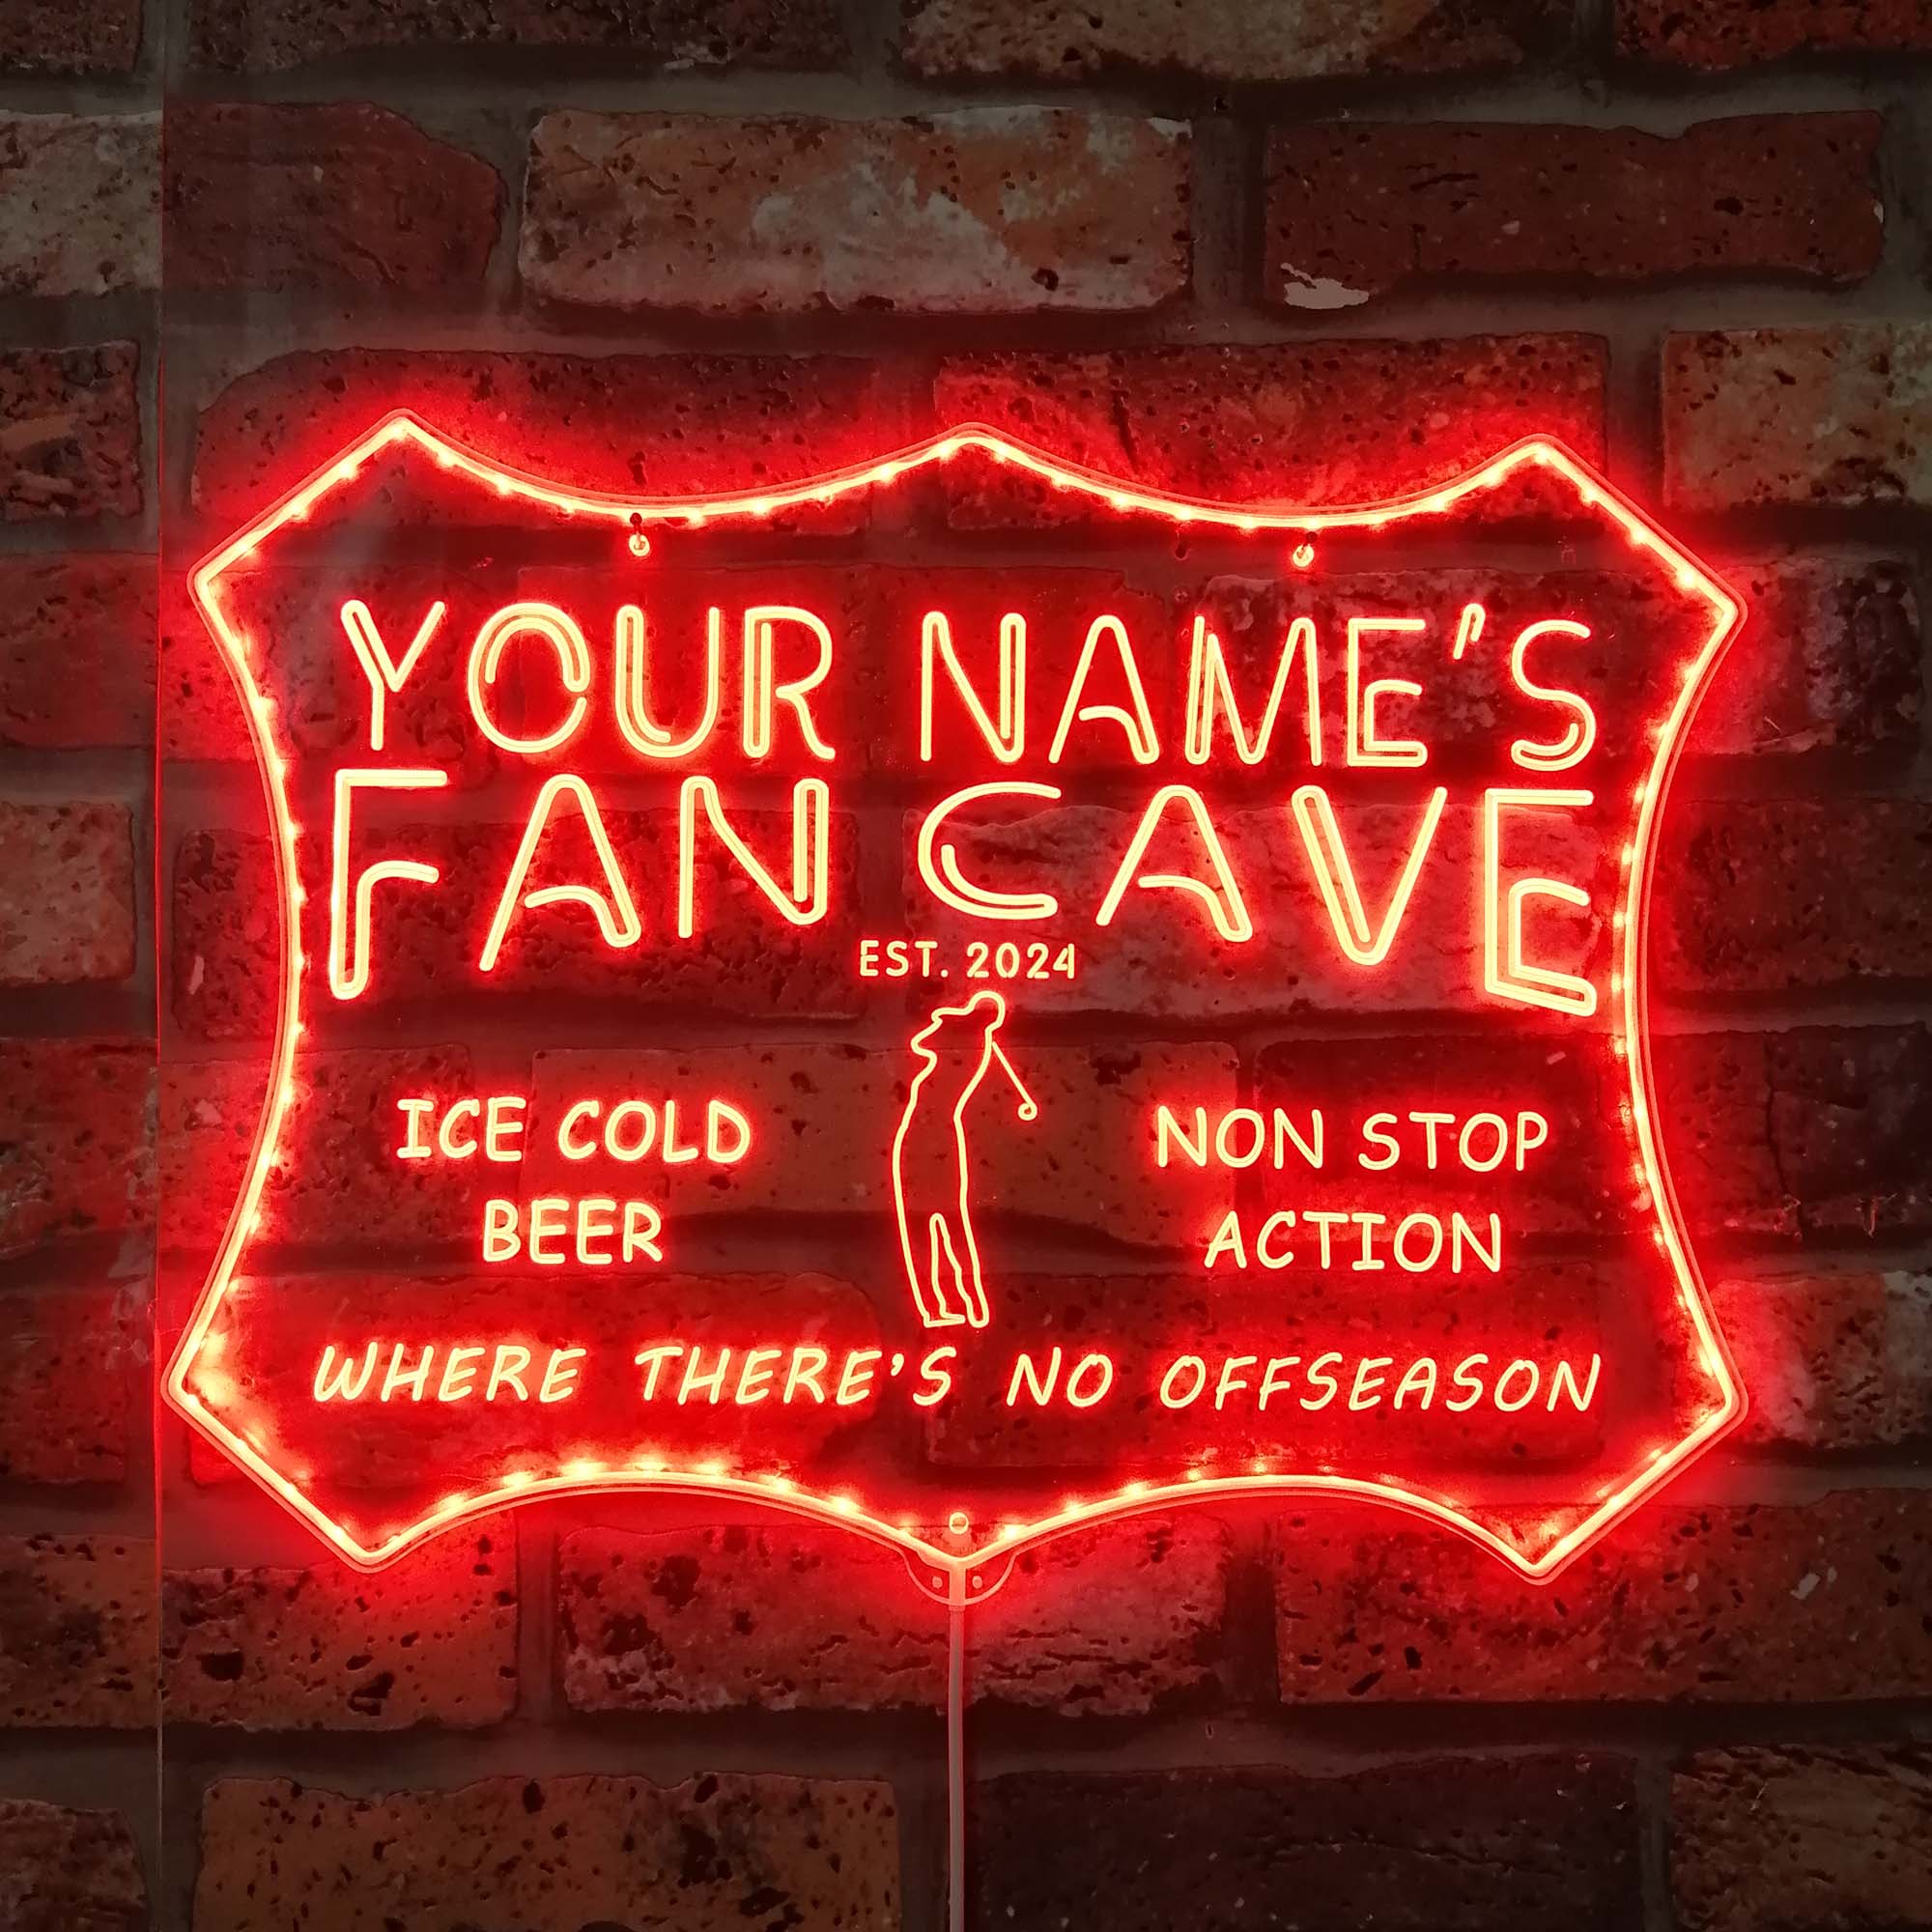 YOUR NAME'S
FAN CAVE
EST. 2024
ICE COLD
BEER
NON STOP
ACTION
WHERE THERE'S NO OFFSEASON